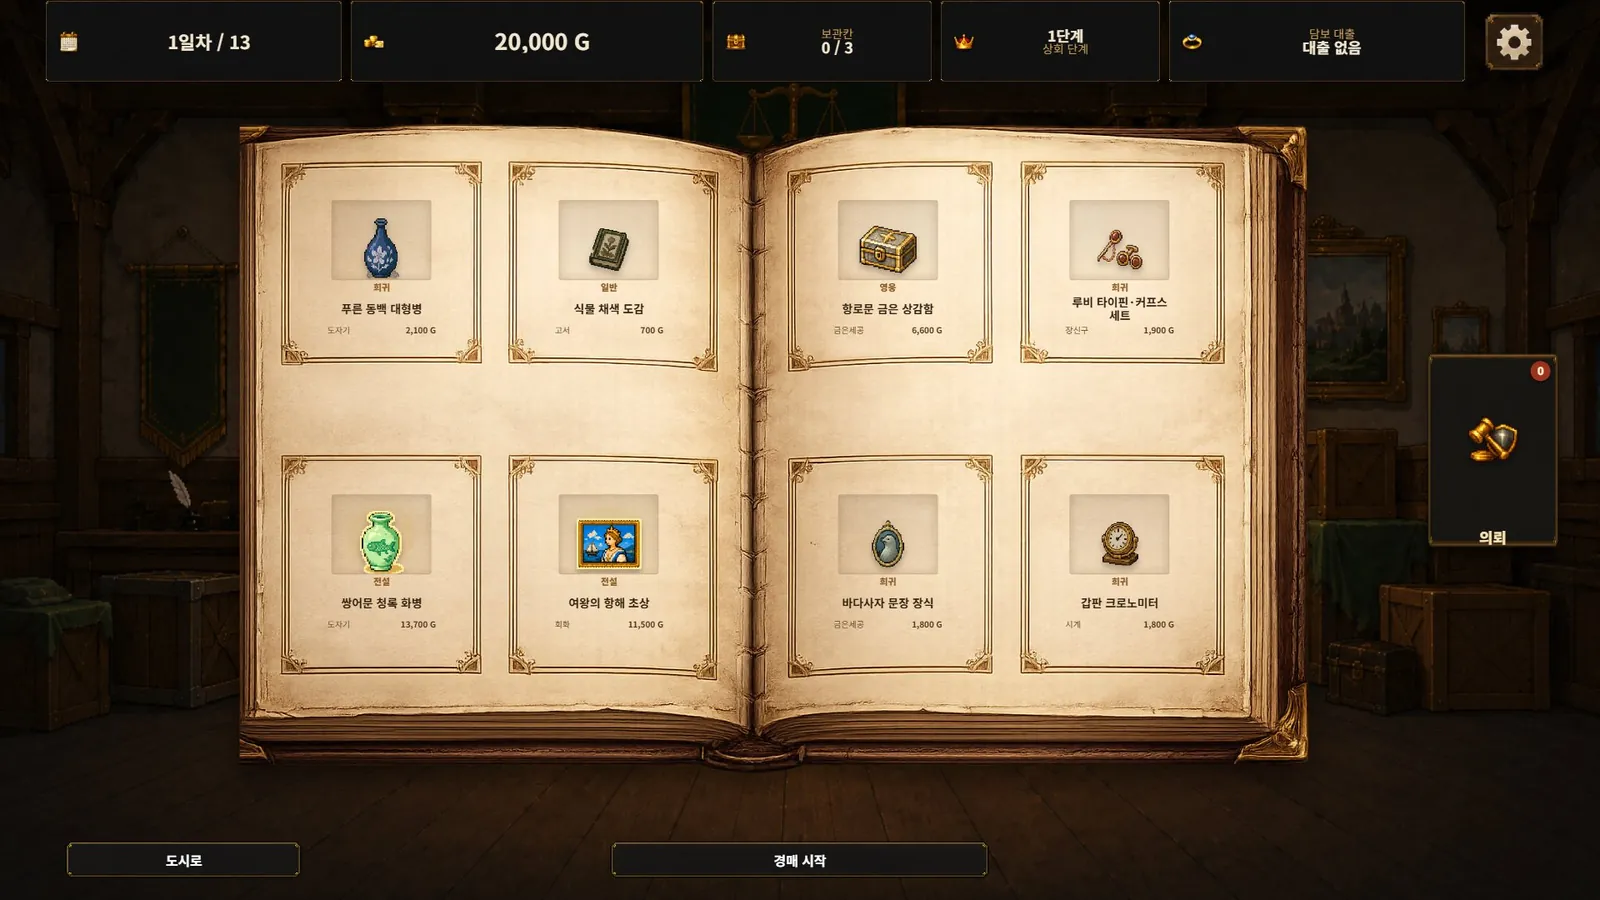 1일차 / 13
20,000 G
보관칸
0 / 3
1단계
상회 단계
담보 대출
대출 없음
희귀
푸른 동백 대형병
도자기 2,100 G
일반
식물 채색 도감
고서 700 G
영웅
항로문 금은 상감함
금은세공 6,600 G
희귀
루비 타이핀·커프스
세트
장신구 1,900 G
전설
쌍어문 청록 화병
도자기 13,700 G
전설
여왕의 항해 초상
회화 11,500 G
희귀
바다사자 문장 장식
금은세공 1,800 G
희귀
갑판 크로노미터
시계 1,800 G
0
의뢰
도시로
경매 시작